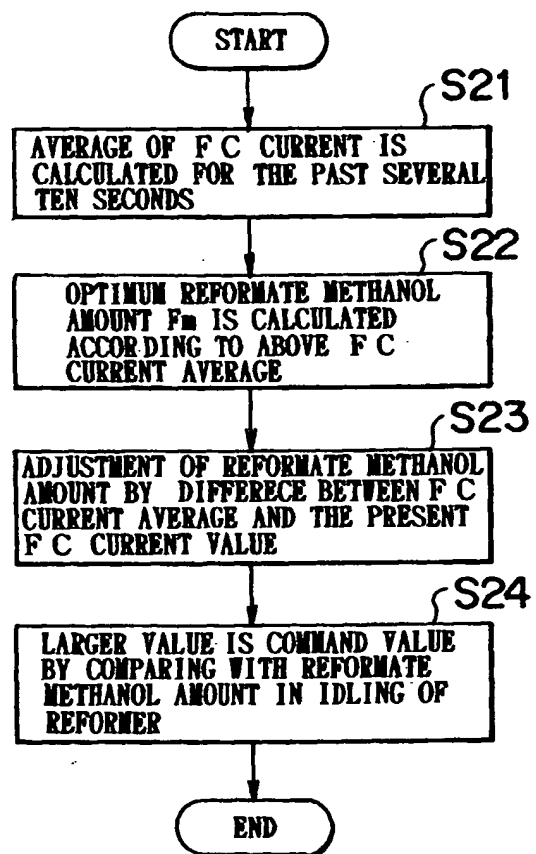 START
S21
AVERAGE OF F C CURRENT IS
CALCULATED FOR THE PAST SEVERAL
TEN SECONDS
S22
OPTIMUM REFORMATE METHANOL
AMOUNT Fm IS CALCULATED
ACCORDING TO ABOVE F C
CURRENT AVERAGE
S23
ADJUSTMENT OF REFORMATE METHANOL
AMOUNT BY DIFFERECE BETWEEN F C
CURRENT AVERAGE AND THE PRESENT
F C CURRENT VALUE
S24
LARGER VALUE IS COMMAND VALUE
BY COMPARING WITH REFORMATE
METHANOL AMOUNT IN IDLING OF
REFORMER
END